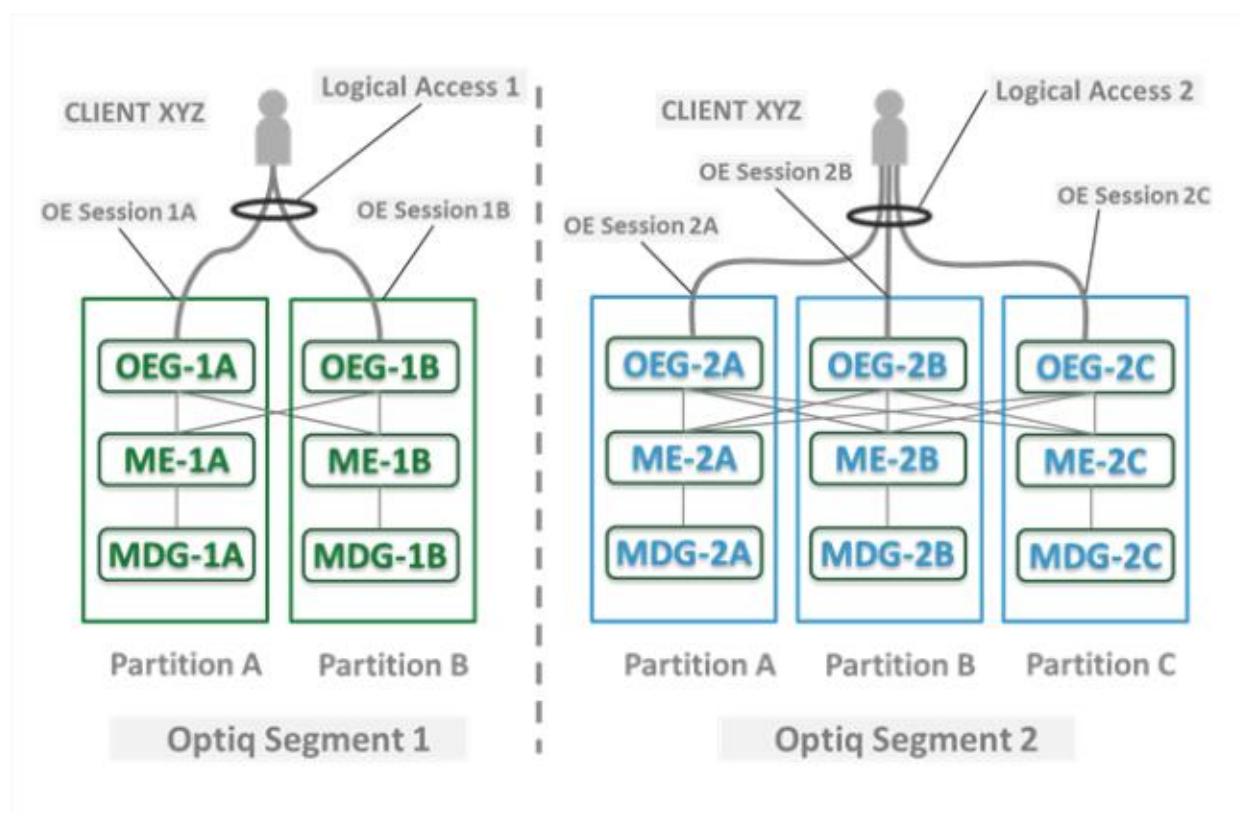 Logical Access 1
CLIENT XYZ
OE Session 1A
OE Session 1B
OEG-1A
OEG-1B
ME-1A
ME-1B
MDG-1A
MDG-1B
Partition A
Partition B
Optiq Segment 1
Logical Access 2
CLIENT XYZ
OE Session 2B
OE Session 2C
OE Session 2A
OEG-2A
OEG-2B
OEG-2C
ME-2A
ME-2B
ME-2C
MDG-2A
MDG-2B
MDG-2C
Partition A
Partition B
Partition C
Optiq Segment 2